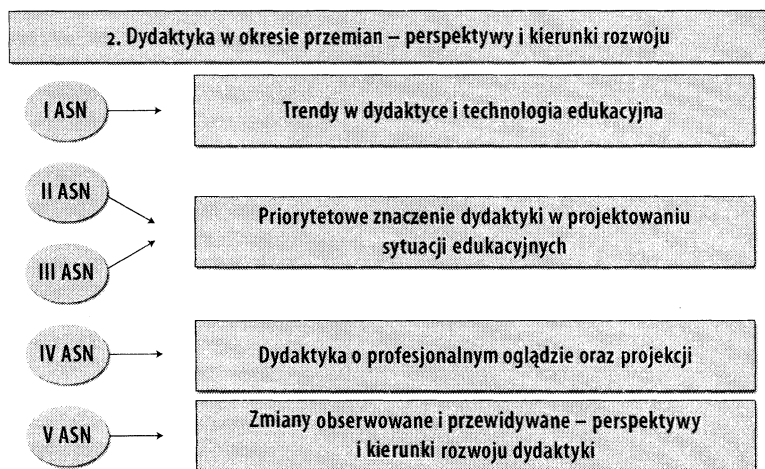 2. Dydaktyka w okresie przemian – perspektywy i kierunki rozwoju
I ASN
Trendy w dydaktyce i technologia edukacyjna
II ASN
III ASN
Priorytetowe znaczenie dydaktyki w projektowaniu
sytuacji edukacyjnych
IV ASN
Dydaktyka o profesjonalnym oglądzie oraz projekcji
V ASN
Zmiany obserwowane i przewidywane – perspektywy
i kierunki rozwoju dydaktyki